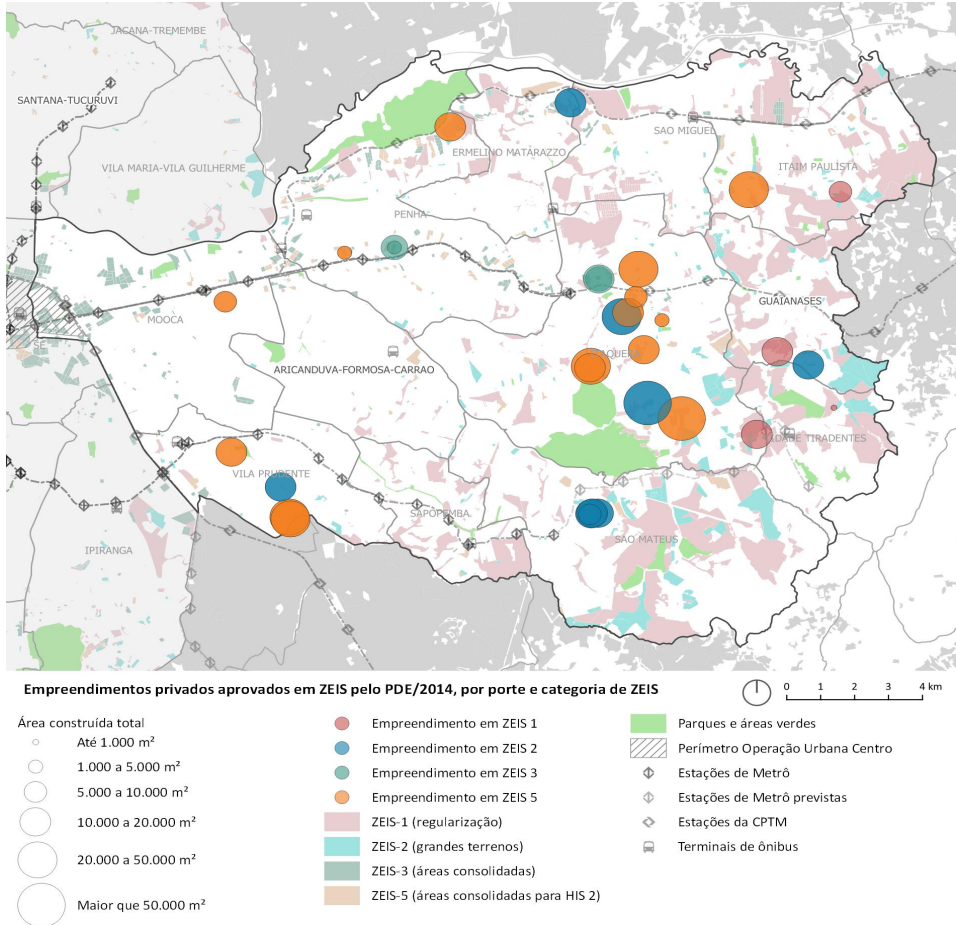 JACANA-TREMEMBE
SANTANA-TUCURUVI
SAO MIGUEL
ERMELINO MATARAZZO
VILA MARIA-VILA GUILHERME
ITAIM PAULISTA
PENHA
GUAIANASES
MOOCA
SÉ
ARICANDUVA-FORMOSA-CARRAO
CIDADE TIRADENTES
VILA PRUDENTE
SAPOPEMBA
SAO MATEUS
IPIRANGA
Empreendimentos privados aprovados em ZEIS pelo PDE/2014, por porte e categoria de ZEIS
0 1 2 3 4 km
Área construída total
Até 1.000 m²
1.000 a 5.000 m²
5.000 a 10.000 m²
10.000 a 20.000 m²
20.000 a 50.000 m²
Maior que 50.000 m²
Empreendimento em ZEIS 1
Empreendimento em ZEIS 2
Empreendimento em ZEIS 3
Empreendimento em ZEIS 5
ZEIS-1 (regularização)
ZEIS-2 (grandes terrenos)
ZEIS-3 (áreas consolidadas)
ZEIS-5 (áreas consolidadas para HIS 2)
Parques e áreas verdes
Perímetro Operação Urbana Centro
Estações de Metrô
Estações de Metrô previstas
Estações da CPTM
Terminais de ônibus